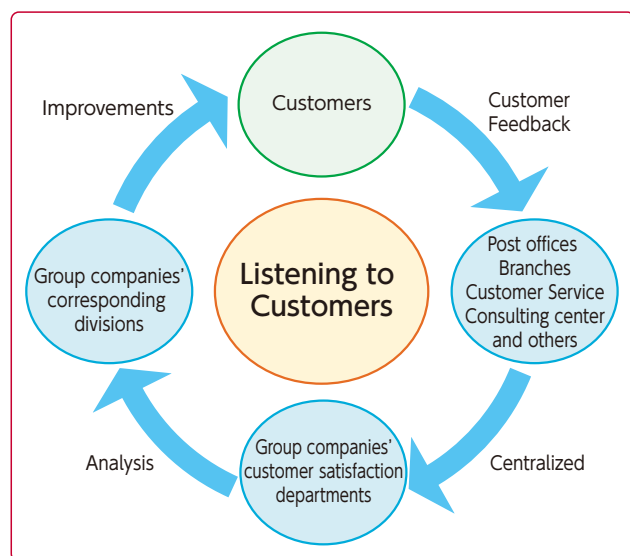 Customers
Customer
Feedback
Post offices
Branches
Customer Service
Consulting center
and others
Centralized
Group companies’
customer satisfaction
departments
Analysis
Group companies’
corresponding
divisions
Improvements
Listening to
Customers